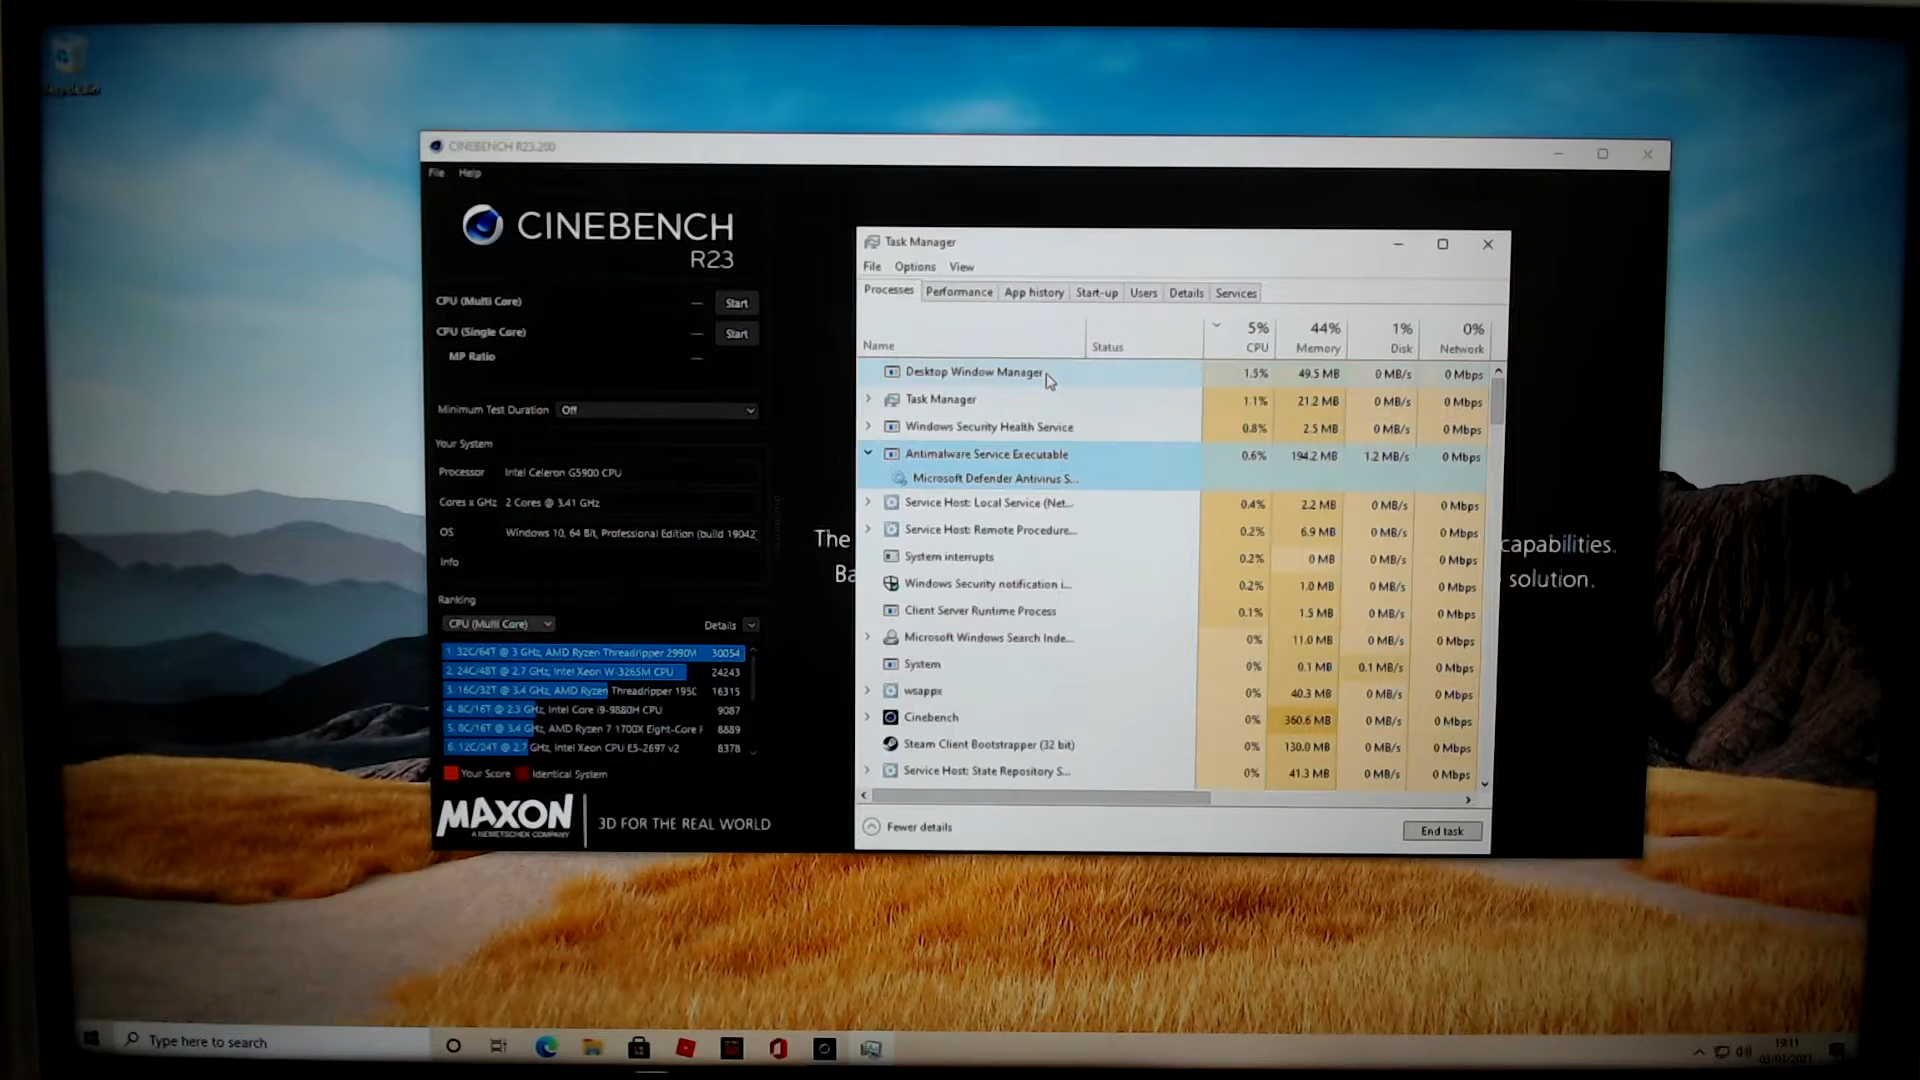 CINEBENCH R23.200
File Help
CINEBENCH
R23
CPU (Multi Core) — Start
CPU (Single Core) — Start
MP Ratio —
Minimum Test Duration Off
Your System
Processor Intel Celeron G5900 CPU
Cores x GHz 2 Cores @ 3.41 GHz
OS Windows 10, 64 Bit, Professional Edition (build 19042)
Info
Ranking
CPU (Multi Core) Details
1. 32C/64T @ 3 GHz, AMD Ryzen Threadripper 2990W 30054
2. 24C/48T @ 2.7 GHz, Intel Xeon W-3265M CPU 24243
3. 16C/32T @ 3.4 GHz, AMD Ryzen Threadripper 195 16315
4. 8C/16T @ 2.3 GHz, Intel Core i9-9880H CPU 9087
5. 8C/16T @ 3.4 GHz, AMD Ryzen 7 1700X Eight-Core 8889
6. 12C/24T @ 2.7 GHz, Intel Xeon CPU E5-2697 v2 8378
Your Score Identical System
MAXON
A NEMETSCHEK COMPANY
3D FOR THE REAL WORLD
The
Ba
capabilities.
solution.
Task Manager
File Options View
Processes Performance App history Start-up Users Details Services
5% 44% 1% 0%
Name Status CPU Memory Disk Network
Desktop Window Manager 1.5% 49.5 MB 0 MB/s 0 Mbps
Task Manager 1.1% 21.2 MB 0 MB/s 0 Mbps
Windows Security Health Service 0.8% 2.5 MB 0 MB/s 0 Mbps
Antimalware Service Executable 0.6% 194.2 MB 1.2 MB/s 0 Mbps
Microsoft Defender Antivirus S...
Service Host: Local Service (Net... 0.4% 2.2 MB 0 MB/s 0 Mbps
Service Host: Remote Procedure... 0.2% 6.9 MB 0 MB/s 0 Mbps
System interrupts 0.2% 0 MB 0 MB/s 0 Mbps
Windows Security notification i... 0.2% 1.0 MB 0 MB/s 0 Mbps
Client Server Runtime Process 0.1% 1.5 MB 0 MB/s 0 Mbps
Microsoft Windows Search Inde... 0% 11.0 MB 0 MB/s 0 Mbps
System 0% 0.1 MB 0.1 MB/s 0 Mbps
wsappx 0% 40.3 MB 0 MB/s 0 Mbps
Cinebench 0% 360.6 MB 0 MB/s 0 Mbps
Steam Client Bootstrapper (32 bit) 0% 130.0 MB 0 MB/s 0 Mbps
Service Host: State Repository S... 0% 41.3 MB 0 MB/s 0 Mbps
Fewer details End task
Type here to search
19:11
03/01/2021